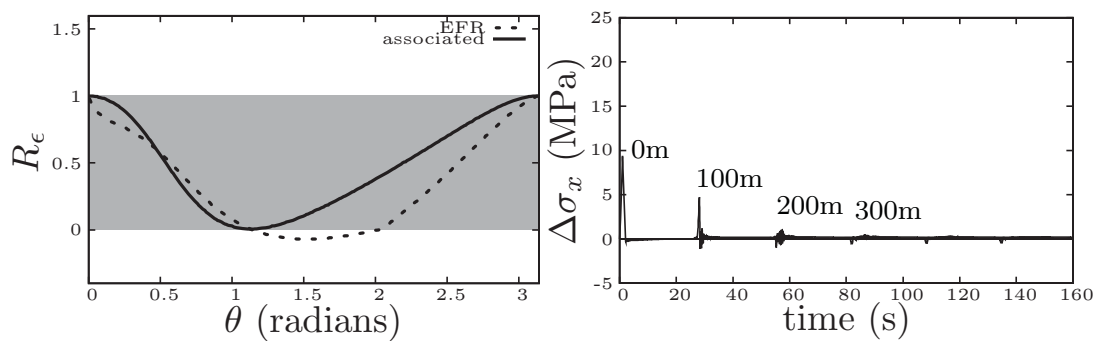 EFR
associated
1.5
1
0.5
0
R_ϵ
0 0.5 1 1.5 2 2.5 3
θ (radians)
25
20
15
10
5
0
-5
Δσ_x (MPa)
0m
100m
200m 300m
0 20 40 60 80 100 120 140 160
time (s)